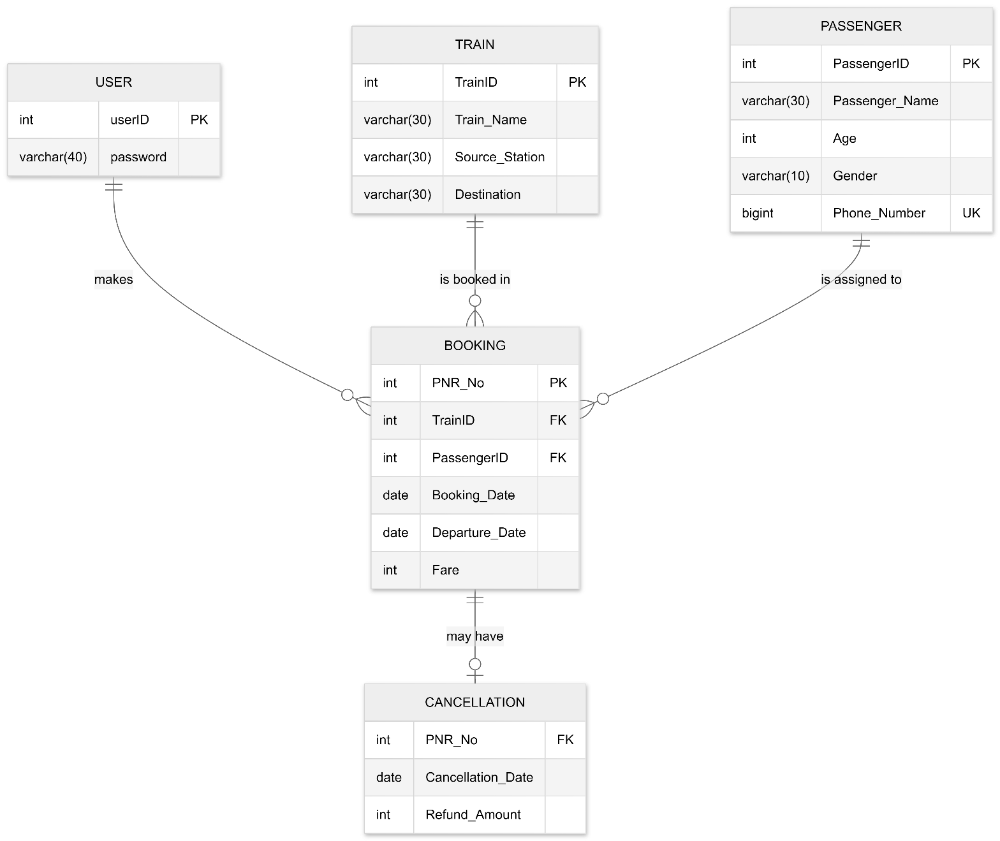 USER
int userID PK
varchar(40) password
TRAIN
int TrainID PK
varchar(30) Train_Name
varchar(30) Source_Station
varchar(30) Destination
PASSENGER
int PassengerID PK
varchar(30) Passenger_Name
int Age
varchar(10) Gender
bigint Phone_Number UK
makes
is booked in
is assigned to
BOOKING
int PNR_No PK
int TrainID FK
int PassengerID FK
date Booking_Date
date Departure_Date
int Fare
may have
CANCELLATION
int PNR_No FK
date Cancellation_Date
int Refund_Amount